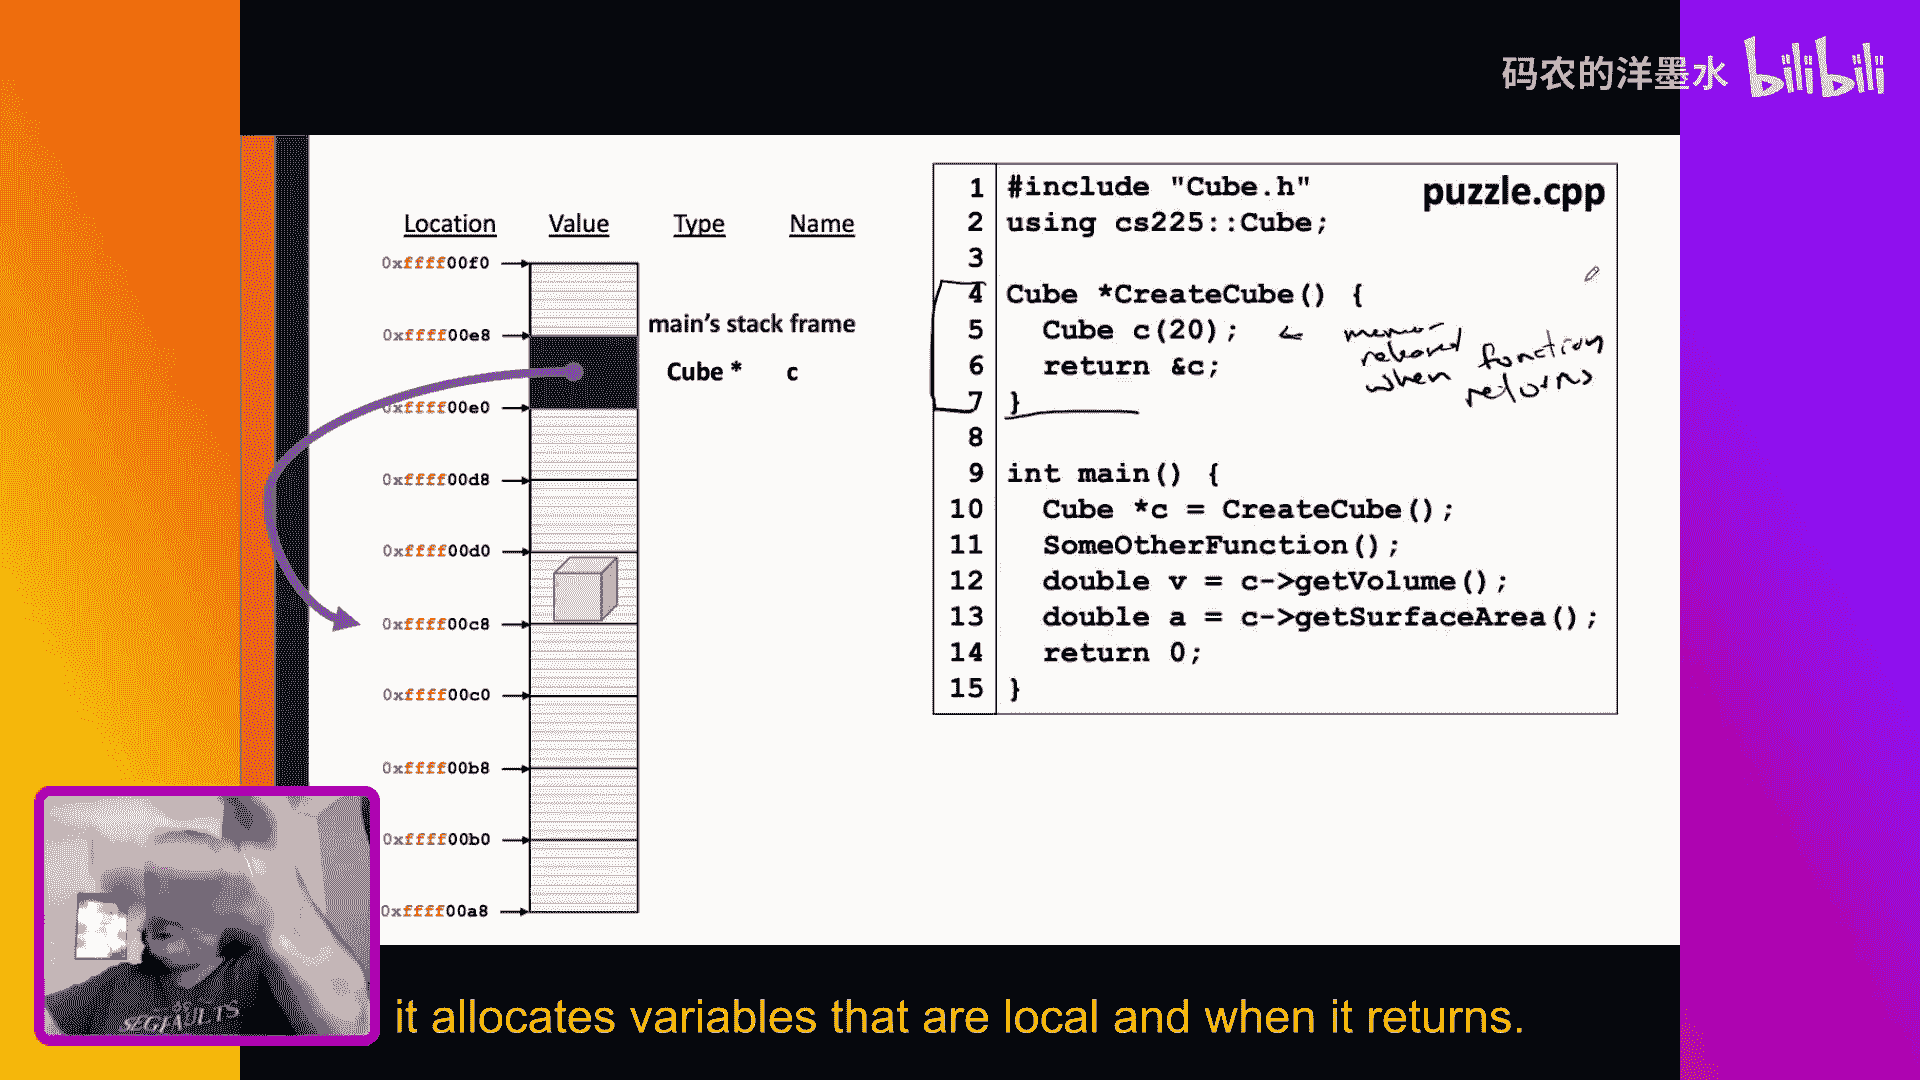 码农的洋墨水 bilibili
Location Value Type Name
0xffff00f0
0xffff00e8
0xffff00e0
0xffff00d8
0xffff00d0
0xffff00c8
0xffff00c0
0xffff00b8
0xffff00b0
0xffff00a8
main's stack frame
Cube * c
puzzle.cpp
1 #include "Cube.h"
2 using cs225::Cube;
3
4 Cube *CreateCube() {
5 Cube c(20);
6 return &c;
7 }
8
9 int main() {
10 Cube *c = CreateCube();
11 SomeOtherFunction();
12 double v = c->getVolume();
13 double a = c->getSurfaceArea();
14 return 0;
15 }
when function
returns
SEGFAULTS
it allocates variables that are local and when it returns.